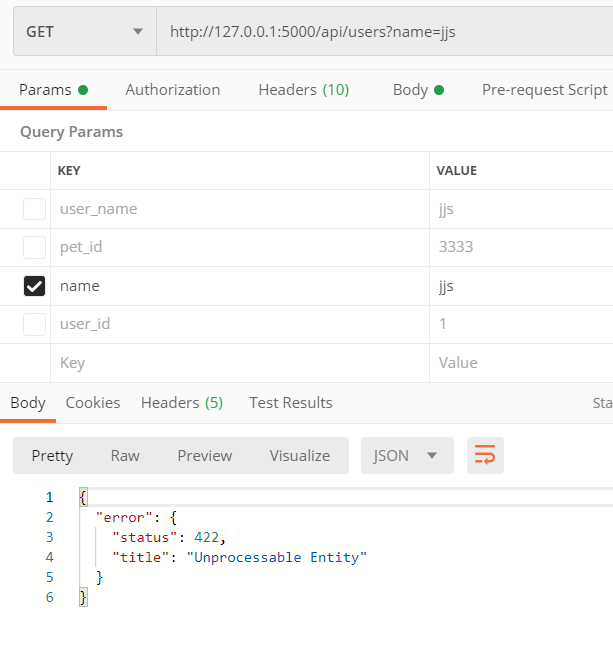 GET http://127.0.0.1:5000/api/users?name=jjs
Params Authorization Headers (10) Body Pre-request Script
Query Params
KEY VALUE
user_name jjs
pet_id 3333
name jjs
user_id 1
Key Value
Body Cookies Headers (5) Test Results Sta
Pretty Raw Preview Visualize JSON
1 {
2 "error": {
3 "status": 422,
4 "title": "Unprocessable Entity"
5 }
6 }